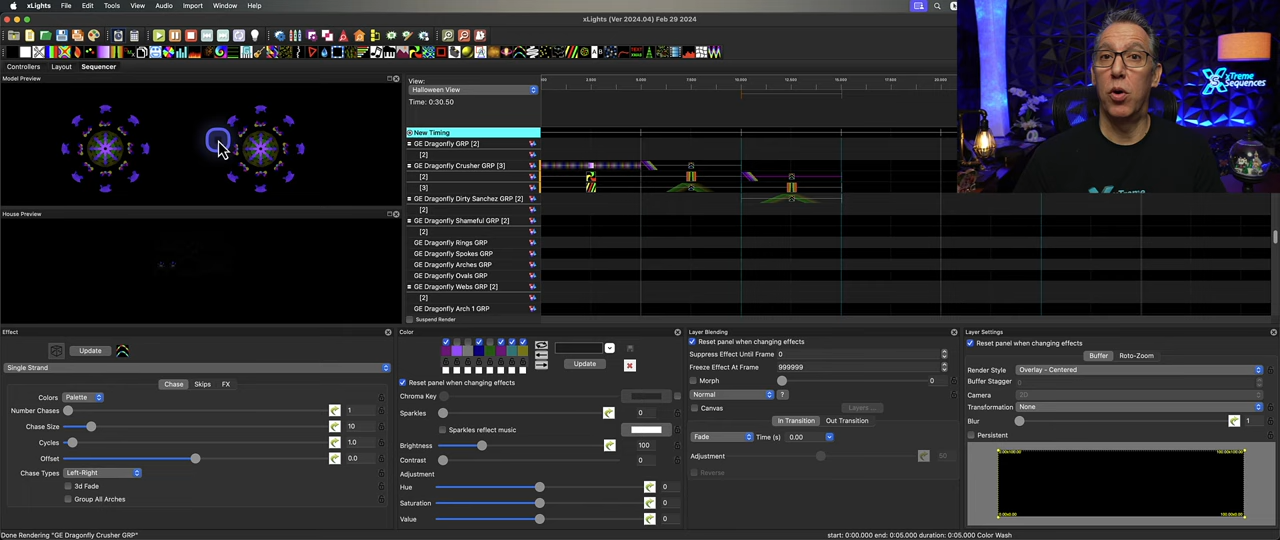 xLights File Edit Tools View Audio Import Window Help
xLights (Ver 2024.04) Feb 29 2024
Controllers Layout Sequencer
Model Preview
House Preview
View:
Halloween View
Time: 0:30.50
New Timing
GE Dragonfly GRP [2]
[2]
GE Dragonfly Crusher GRP [3]
[2]
[3]
GE Dragonfly Dirty Sanchez GRP [2]
[2]
GE Dragonfly Shameful GRP [2]
[2]
GE Dragonfly Rings GRP
GE Dragonfly Spokes GRP
GE Dragonfly Arches GRP
GE Dragonfly Ovals GRP
GE Dragonfly Webs GRP [2]
[2]
GE Dragonfly Arch 1 GRP
Suspend Render
xTreme
Sequences
Effect
Update
Single Strand
Chase Skips FX
Colors Palette
Number Chases 1
Chase Size 10
Cycles 1.0
Offset 0.0
Chase Types Left-Right
3d Fade
Group All Arches
Color
Update
Reset panel when changing effects
Chroma Key
Sparkles 0
Sparkles reflect music
Brightness 100
Contrast 0
Adjustment
Hue 0
Saturation 0
Value 0
Layer Blending
Reset panel when changing effects
Suppress Effect Until Frame 0
Freeze Effect At Frame 999999
Morph 0
Normal ?
Canvas Layers ...
In Transition Out Transition
Fade Time (s) 0.00
Adjustment 50
Reverse
Layer Settings
Reset panel when changing effects
Buffer Roto-Zoom
Render Style Overlay - Centered
Buffer Stagger 0
Camera 2D
Transformation None
Blur 1
Persistent
Done Rendering "GE Dragonfly Crusher GRP"
start: 0:00.000 end: 0:05.000 duration: 0:05.000 Color Wash